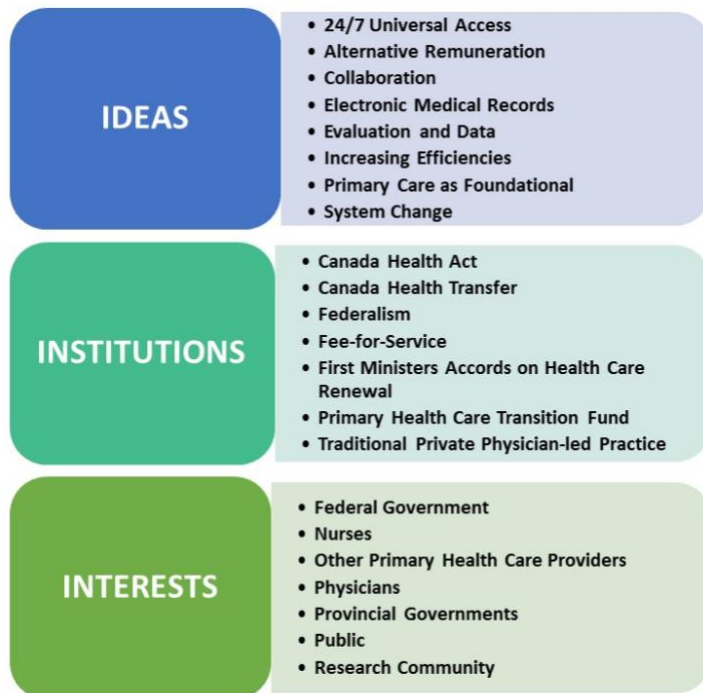 IDEAS
• 24/7 Universal Access
• Alternative Remuneration
• Collaboration
• Electronic Medical Records
• Evaluation and Data
• Increasing Efficiencies
• Primary Care as Foundational
• System Change
INSTITUTIONS
• Canada Health Act
• Canada Health Transfer
• Federalism
• Fee-for-Service
• First Ministers Accords on Health Care
Renewal
• Primary Health Care Transition Fund
• Traditional Private Physician-led Practice
INTERESTS
• Federal Government
• Nurses
• Other Primary Health Care Providers
• Physicians
• Provincial Governments
• Public
• Research Community